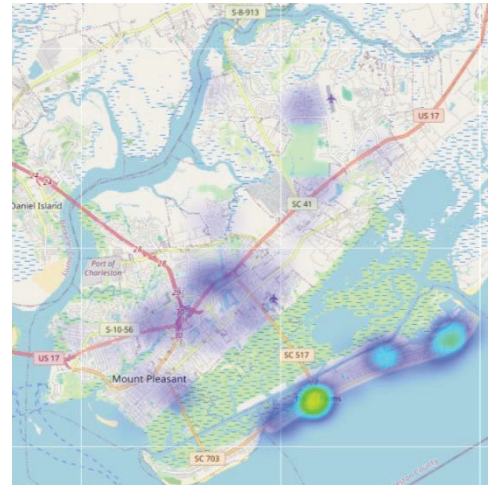 S-8-913
US 17
Daniel Island
SC 41
Port of
Charleston
S-10-56
US 17
SC 517
Mount Pleasant
SC 703